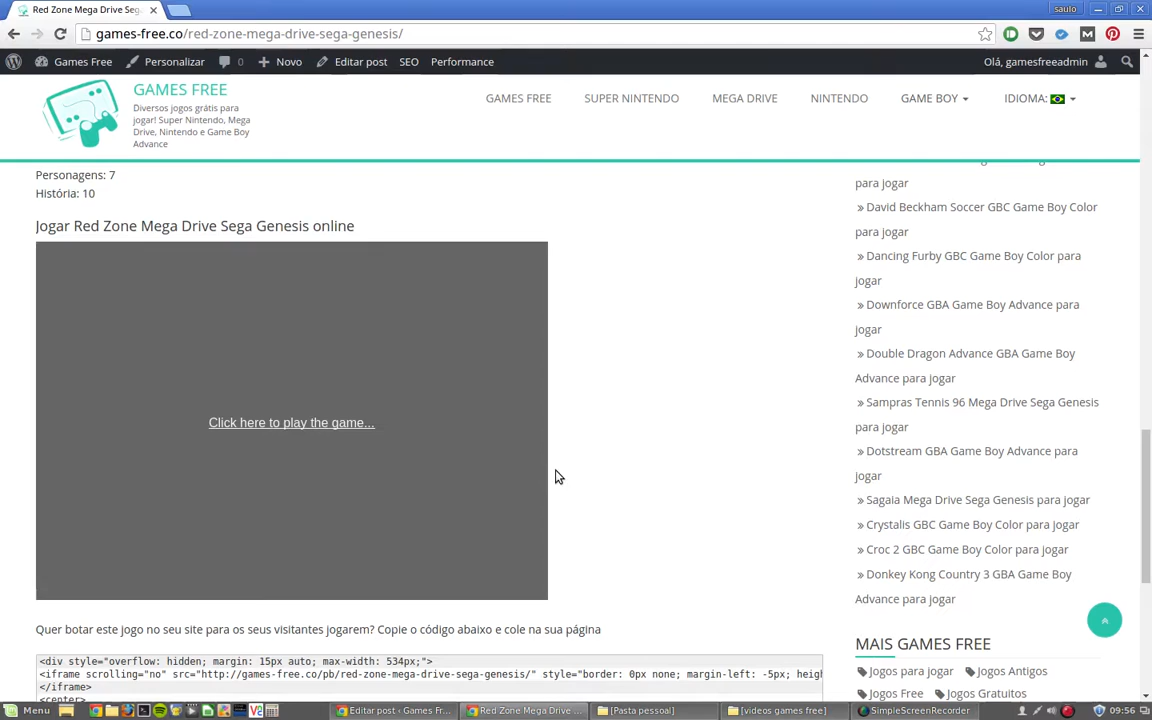 Red Zone Mega Drive Seg
saulo
games-free.co/red-zone-mega-drive-sega-genesis/
Games Free
Personalizar
0
Novo
Editar post
SEO
Performance
Olá, gamesfreeadmin
GAMES FREE
Diversos jogos grátis para
jogar! Super Nintendo, Mega
Drive, Nintendo e Game Boy
Advance
GAMES FREE
SUPER NINTENDO
MEGA DRIVE
NINTENDO
GAME BOY
IDIOMA:
Personagens: 7
História: 10
Jogar Red Zone Mega Drive Sega Genesis online
Click here to play the game...
Quer botar este jogo no seu site para os seus visitantes jogarem? Copie o código abaixo e cole na sua página
<div style="overflow: hidden; margin: 15px auto; max-width: 534px;">
<iframe scrolling="no" src="http://games-free.co/pb/red-zone-mega-drive-sega-genesis/" style="border: 0px none; margin-left: -5px; heig
</iframe>
<center>
para jogar
» David Beckham Soccer GBC Game Boy Color
para jogar
» Dancing Furby GBC Game Boy Color para
jogar
» Downforce GBA Game Boy Advance para
jogar
» Double Dragon Advance GBA Game Boy
Advance para jogar
» Sampras Tennis 96 Mega Drive Sega Genesis
para jogar
» Dotstream GBA Game Boy Advance para
jogar
» Sagaia Mega Drive Sega Genesis para jogar
» Crystalis GBC Game Boy Color para jogar
» Croc 2 GBC Game Boy Color para jogar
» Donkey Kong Country 3 GBA Game Boy
Advance para jogar
MAIS GAMES FREE
Jogos para jogar
Jogos Antigos
Jogos Free
Jogos Gratuitos
Menu
Editar post ‹ Games Fr...
Red Zone Mega Drive ...
[Pasta pessoal]
[videos games free]
SimpleScreenRecorder
09:56